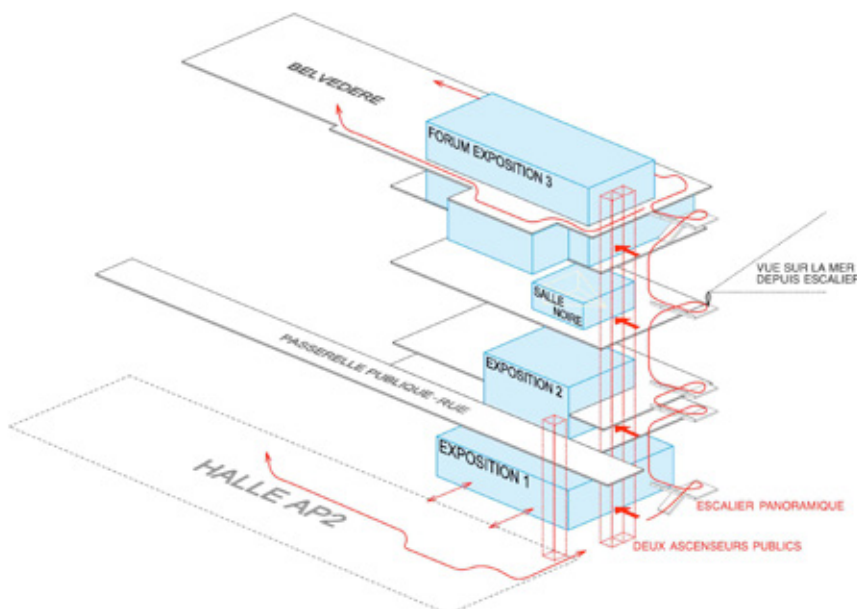 BELVEDERE
FORUM EXPOSITION 3
VUE SUR LA MER
DEPUIS ESCALIER
SALLE
NOIRE
PASSERELLE PUBLIQUE-RUE
EXPOSITION 2
EXPOSITION 1
HALLE AP2
ESCALIER PANORAMIQUE
DEUX ASCENSEURS PUBLICS